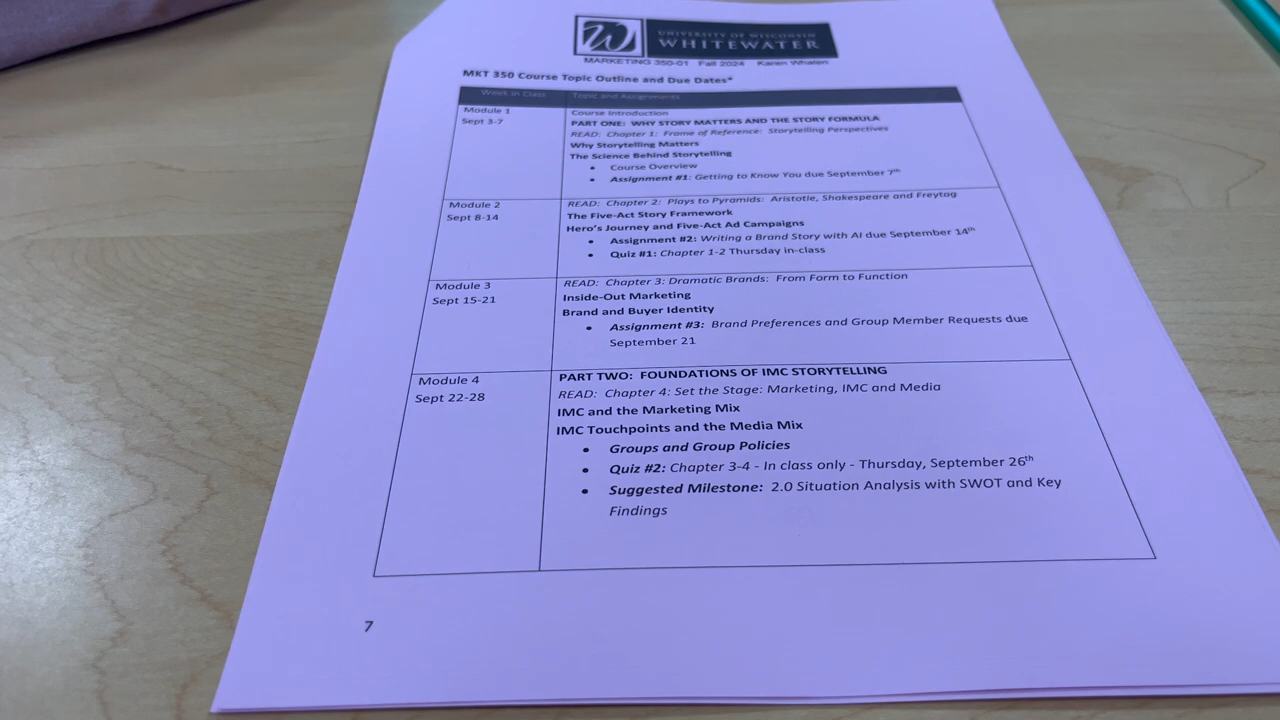 W
UNIVERSITY OF WISCONSIN
WHITEWATER
MARKETING 350-01 Fall 2024 Karen Whalen
MKT 350 Course Topic Outline and Due Dates*
Week in Class
Topic and Assignments
Module 1
Sept 3-7
Course Introduction
PART ONE: WHY STORY MATTERS AND THE STORY FORMULA
READ: Chapter 1: Frame of Reference: Storytelling Perspectives
Why Storytelling Matters
The Science Behind Storytelling
• Course Overview
• Assignment #1: Getting to Know You due September 7th
Module 2
Sept 8-14
READ: Chapter 2: Plays to Pyramids: Aristotle, Shakespeare and Freytag
The Five-Act Story Framework
Hero's Journey and Five-Act Ad Campaigns
• Assignment #2: Writing a Brand Story with AI due September 14th
• Quiz #1: Chapter 1-2 Thursday in-class
Module 3
Sept 15-21
READ: Chapter 3: Dramatic Brands: From Form to Function
Inside-Out Marketing
Brand and Buyer Identity
• Assignment #3: Brand Preferences and Group Member Requests due
September 21
Module 4
Sept 22-28
PART TWO: FOUNDATIONS OF IMC STORYTELLING
READ: Chapter 4: Set the Stage: Marketing, IMC and Media
IMC and the Marketing Mix
IMC Touchpoints and the Media Mix
• Groups and Group Policies
• Quiz #2: Chapter 3-4 - In class only - Thursday, September 26th
• Suggested Milestone: 2.0 Situation Analysis with SWOT and Key
Findings
7